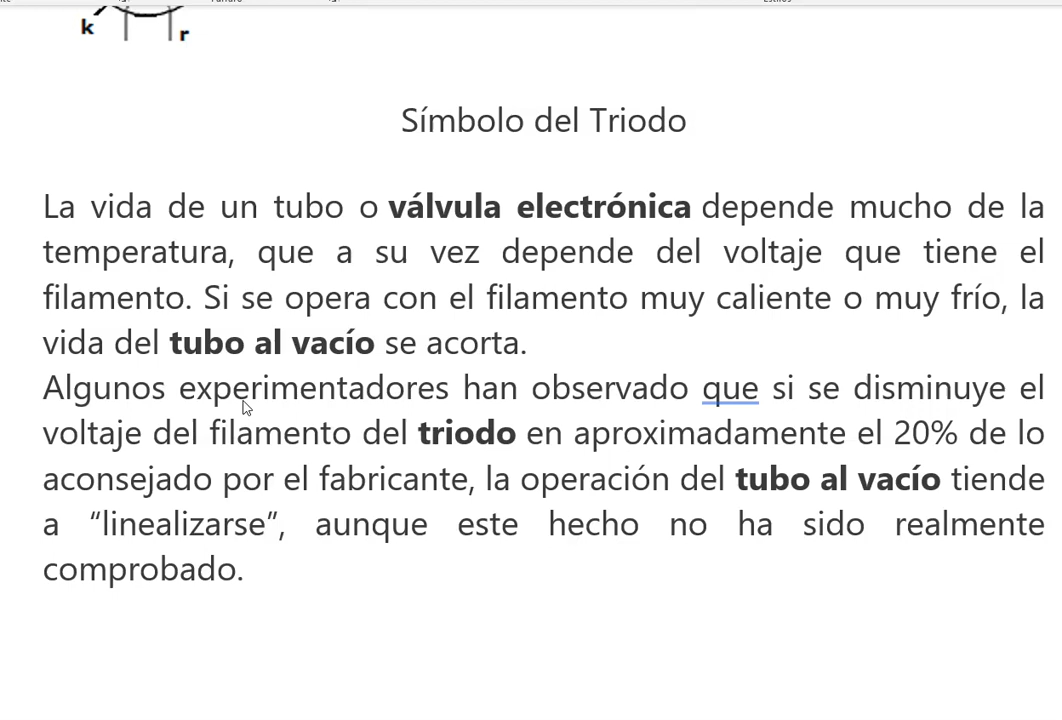 k
r
Símbolo del Triodo
La vida de un tubo o válvula electrónica depende mucho de la
temperatura, que a su vez depende del voltaje que tiene el
filamento. Si se opera con el filamento muy caliente o muy frío, la
vida del tubo al vacío se acorta.
Algunos experimentadores han observado que si se disminuye el
voltaje del filamento del triodo en aproximadamente el 20% de lo
aconsejado por el fabricante, la operación del tubo al vacío tiende
a “linealizarse”, aunque este hecho no ha sido realmente
comprobado.